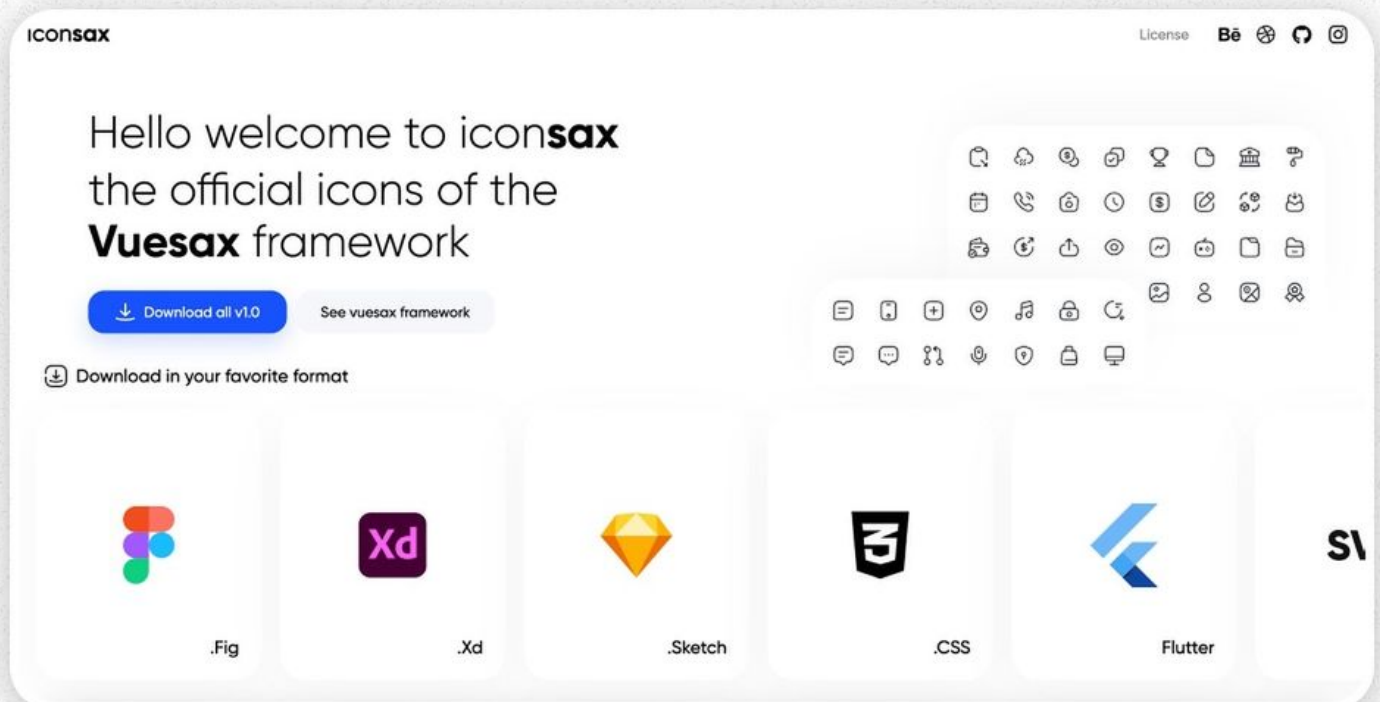 iconsax
License
Bē
Hello welcome to iconsax
the official icons of the
Vuesax framework
Download all v1.0
See vuesax framework
Download in your favorite format
Xd
3
.Fig
.Xd
.Sketch
.CSS
Flutter